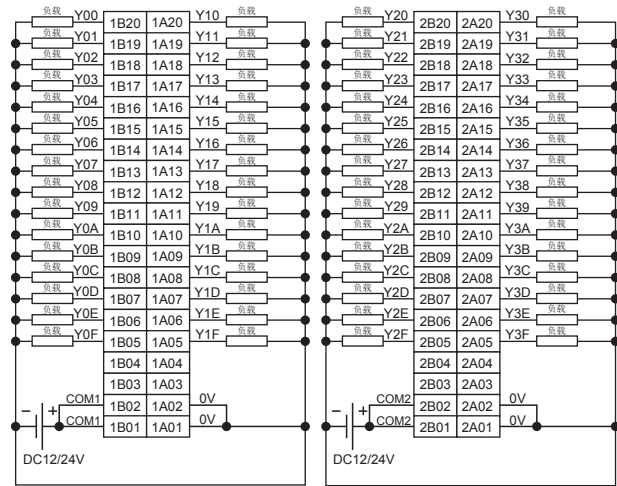 负载 Y00 1B20 1A20 Y10 负载 负载 Y20 2B20 2A20 Y30 负载
负载 Y01 1B19 1A19 Y11 负载 负载 Y21 2B19 2A19 Y31 负载
负载 Y02 1B18 1A18 Y12 负载 负载 Y22 2B18 2A18 Y32 负载
负载 Y03 1B17 1A17 Y13 负载 负载 Y23 2B17 2A17 Y33 负载
负载 Y04 1B16 1A16 Y14 负载 负载 Y24 2B16 2A16 Y34 负载
负载 Y05 1B15 1A15 Y15 负载 负载 Y25 2B15 2A15 Y35 负载
负载 Y06 1B14 1A14 Y16 负载 负载 Y26 2B14 2A14 Y36 负载
负载 Y07 1B13 1A13 Y17 负载 负载 Y27 2B13 2A13 Y37 负载
负载 Y08 1B12 1A12 Y18 负载 负载 Y28 2B12 2A12 Y38 负载
负载 Y09 1B11 1A11 Y19 负载 负载 Y29 2B11 2A11 Y39 负载
负载 Y0A 1B10 1A10 Y1A 负载 负载 Y2A 2B10 2A10 Y3A 负载
负载 Y0B 1B09 1A09 Y1B 负载 负载 Y2B 2B09 2A09 Y3B 负载
负载 Y0C 1B08 1A08 Y1C 负载 负载 Y2C 2B08 2A08 Y3C 负载
负载 Y0D 1B07 1A07 Y1D 负载 负载 Y2D 2B07 2A07 Y3D 负载
负载 Y0E 1B06 1A06 Y1E 负载 负载 Y2E 2B06 2A06 Y3E 负载
负载 Y0F 1B05 1A05 Y1F 负载 负载 Y2F 2B05 2A05 Y3F 负载
1B04 1A04 2B04 2A04
1B03 1A03 2B03 2A03
− + COM1 1B02 1A02 0V − + COM2 2B02 2A02 0V
COM1 1B01 1A01 0V COM2 2B01 2A01 0V
DC12/24V DC12/24V